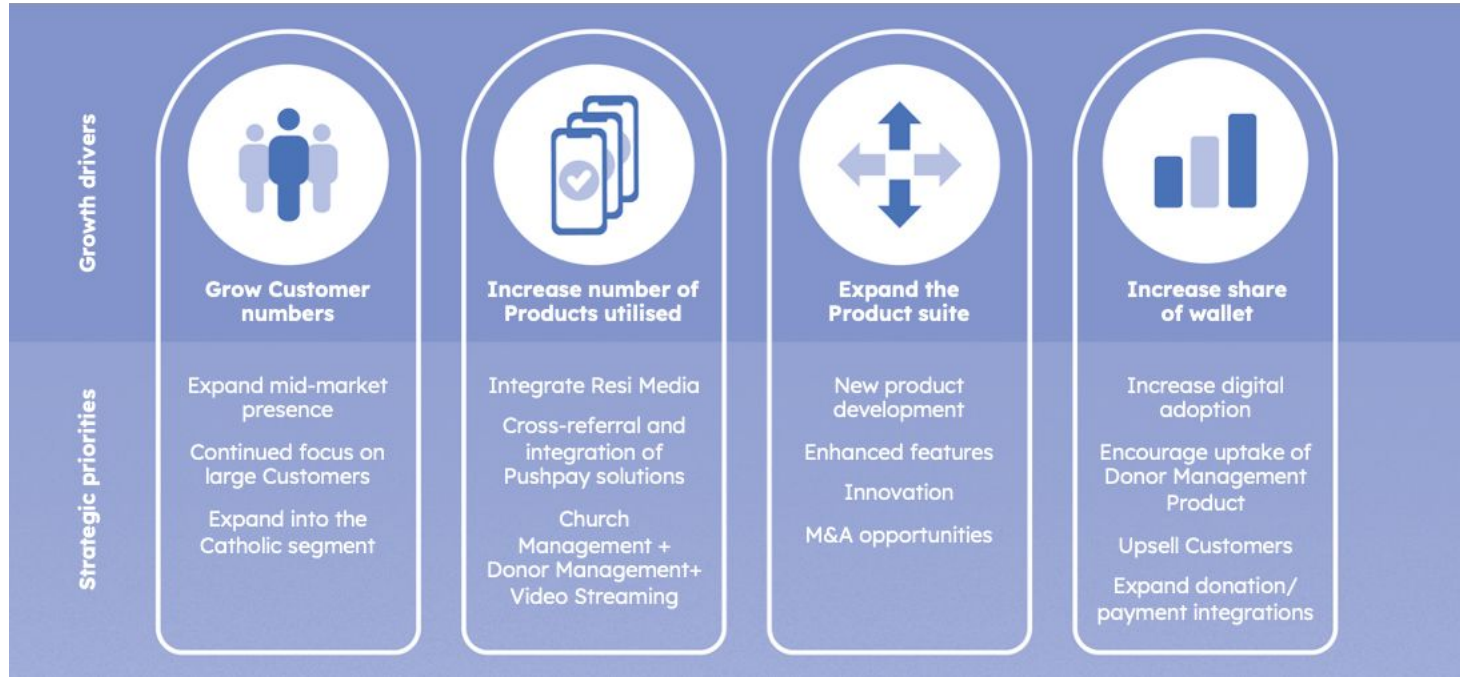 Growth drivers
Grow Customer
numbers
Increase number of
Products utilised
Expand the
Product suite
Increase share
of wallet
Strategic priorities
Expand mid-market
presence
Continued focus on
large Customers
Expand into the
Catholic segment
Integrate Resi Media
Cross-referral and
integration of
Pushpay solutions
Church
Management +
Donor Management+
Video Streaming
New product
development
Enhanced features
Innovation
M&A opportunities
Increase digital
adoption
Encourage uptake of
Donor Management
Product
Upsell Customers
Expand donation/
payment integrations